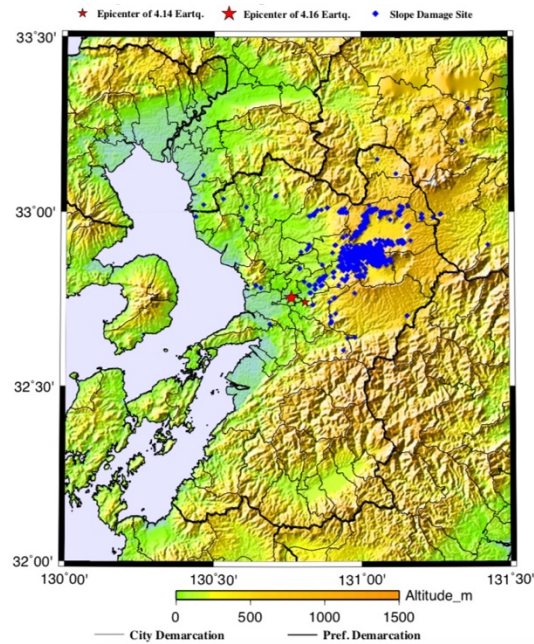 Epicenter of 4.14 Eartq. Epicenter of 4.16 Eartq. Slope Damage Site
33°30'
33°00'
32°30'
32°00'
130°00' 130°30' 131°00' 131°30'
Altitude_m
0 500 1000 1500
City Demarcation Pref. Demarcation